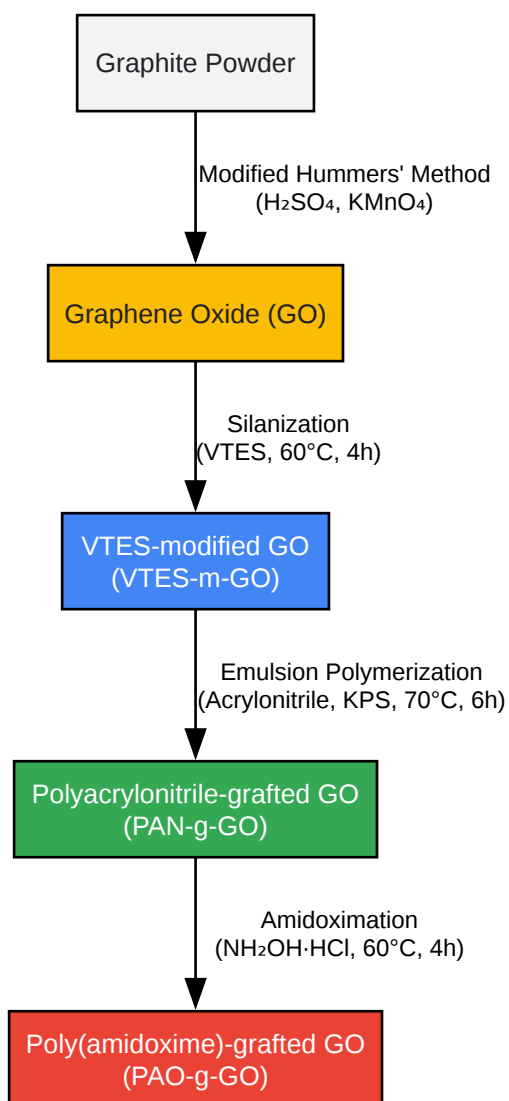 Graphite Powder
Modified Hummers' Method
(H₂SO₄, KMnO₄)
Graphene Oxide (GO)
Silanization
(VTES, 60°C, 4h)
VTES-modified GO
(VTES-m-GO)
Emulsion Polymerization
(Acrylonitrile, KPS, 70°C, 6h)
Polyacrylonitrile-grafted GO
(PAN-g-GO)
Amidoximation
(NH₂OH·HCl, 60°C, 4h)
Poly(amidoxime)-grafted GO
(PAO-g-GO)